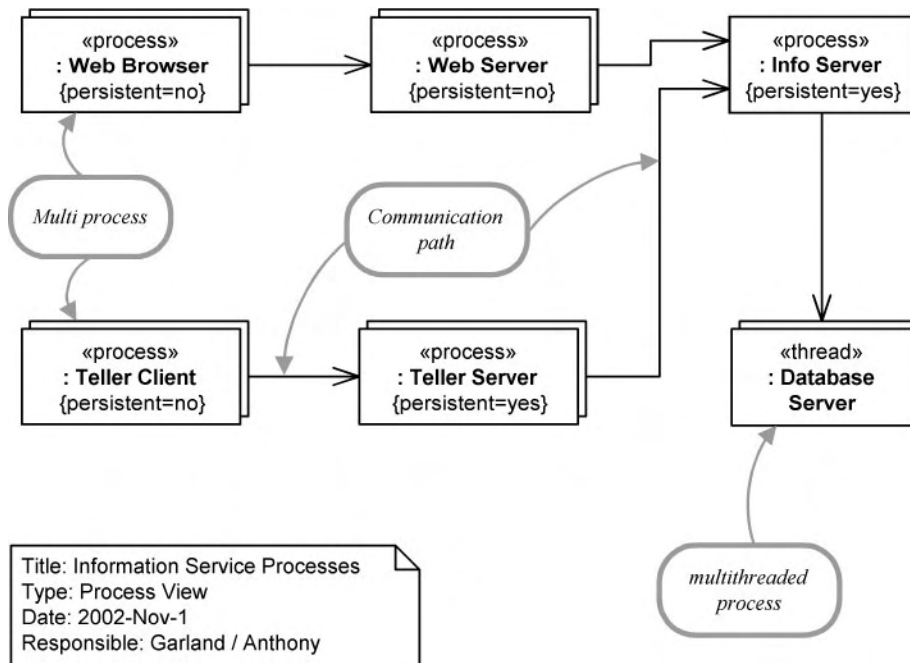 «process»
: Web Browser
{persistent=no}
«process»
: Web Server
{persistent=no}
«process»
: Info Server
{persistent=yes}
Multi process
Communication
path
«process»
: Teller Client
{persistent=no}
«process»
: Teller Server
{persistent=yes}
«thread»
: Database
Server
multithreaded
process
Title: Information Service Processes
Type: Process View
Date: 2002-Nov-1
Responsible: Garland / Anthony